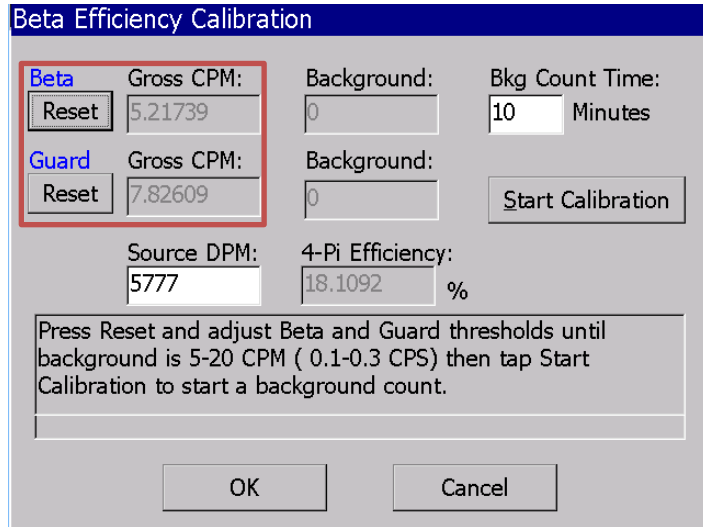 Beta Efficiency Calibration
Beta Gross CPM: Background: Bkg Count Time:
Reset 5.21739 0 10 Minutes
Guard Gross CPM: Background:
Reset 7.82609 0 Start Calibration
Source DPM: 4-Pi Efficiency:
5777 18.1092 %
Press Reset and adjust Beta and Guard thresholds until
background is 5-20 CPM ( 0.1-0.3 CPS) then tap Start
Calibration to start a background count.
OK Cancel